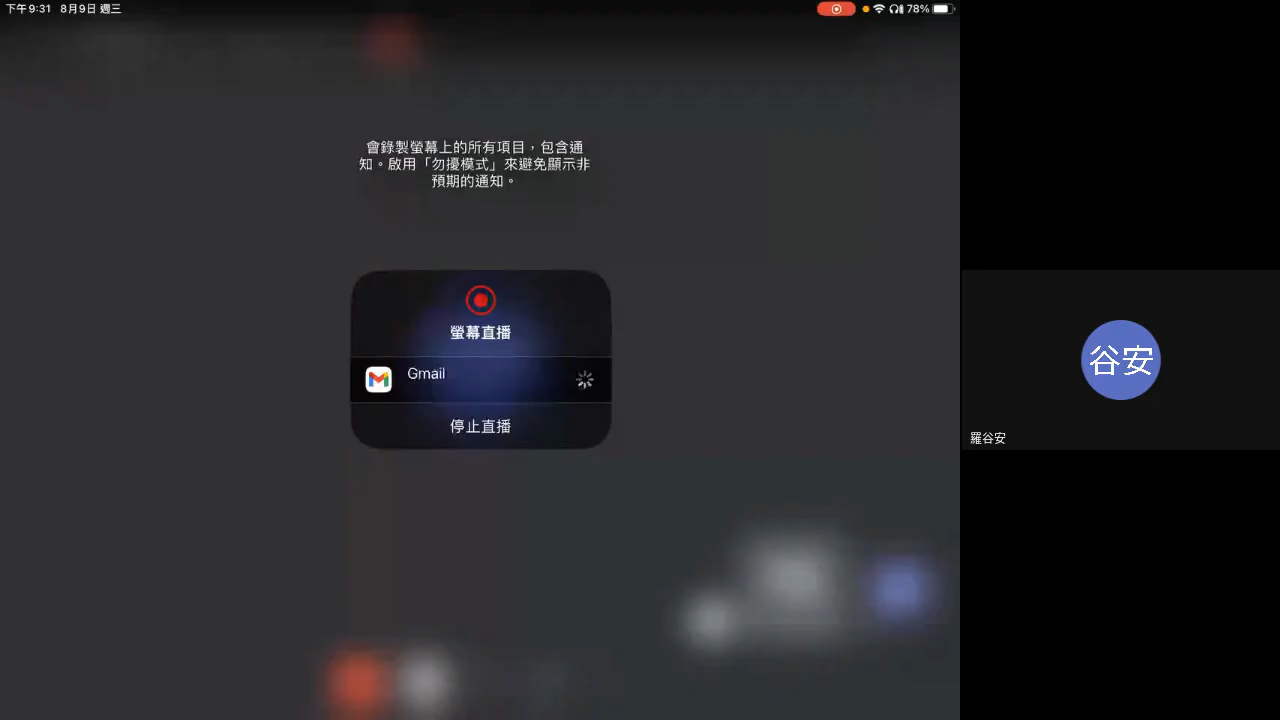 下午9:31 8月9日 週三
78%
會錄製螢幕上的所有項目，包含通
知。啟用「勿擾模式」來避免顯示非
預期的通知。
螢幕直播
Gmail
停止直播
谷安
羅谷安